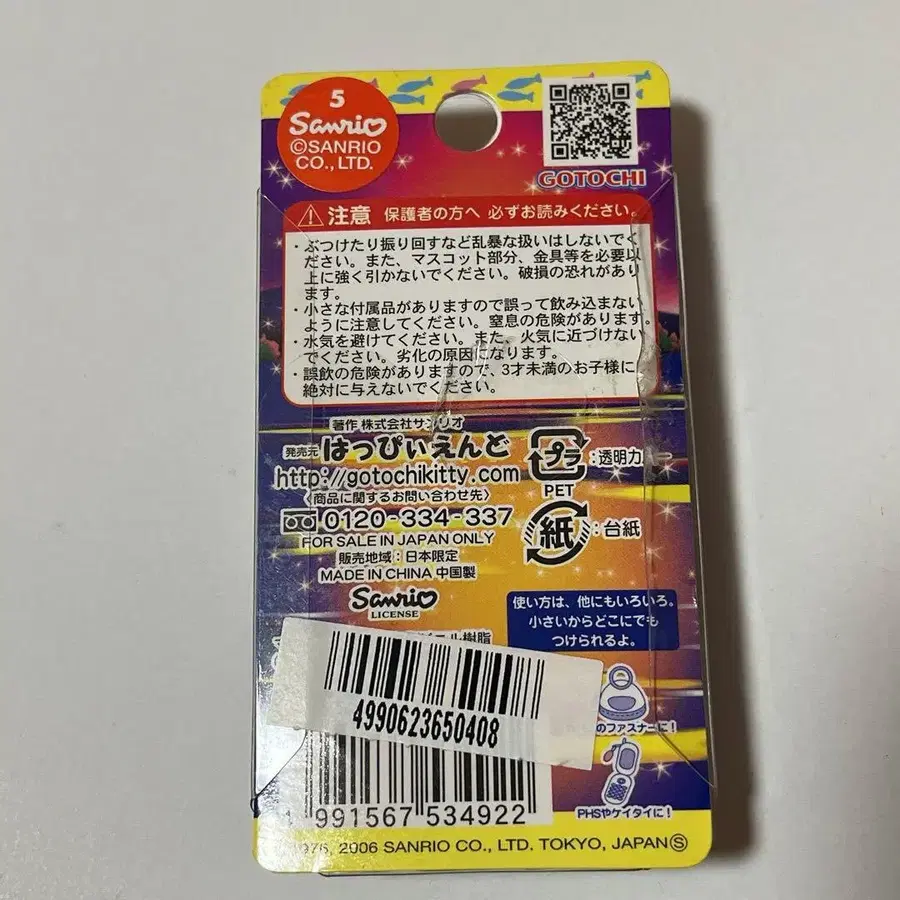 5
Sanrio
©SANRIO
CO., LTD.
GOTOCHI
⚠注意 保護者の方へ 必ずお読みください。
・ぶつけたり振り回すなど乱暴な扱いはしないでく
ださい。また、マスコット部分、金具等を必要以
上に強く引かないでください。破損の恐れがあり
ます。
・小さな付属品がありますので誤って飲み込まない
ように注意してください。窒息の危険があります。
・水気を避けてください。また、火気に近づけない
でください。劣化の原因になります。
・誤飲の危険がありますので、3才未満のお子様に
絶対に与えないでください。
著作 株式会社サンリオ
発売元 はっぴぃえんど
http://gotochikitty.com
〈商品に関するお問い合わせ先〉
0120-334-337
FOR SALE IN JAPAN ONLY
販売地域:日本限定
MADE IN CHINA 中国製
Sanrio
LICENSE
プラ:透明カ
PET
紙:台紙
使い方は、他にもいろいろ。
小さいからどこにでも
つけられるよ。
樹脂
4990623650408
のファスナーに!
PHSやケイタイに!
991567 534922
1976, 2006 SANRIO CO., LTD. TOKYO, JAPAN Ⓢ